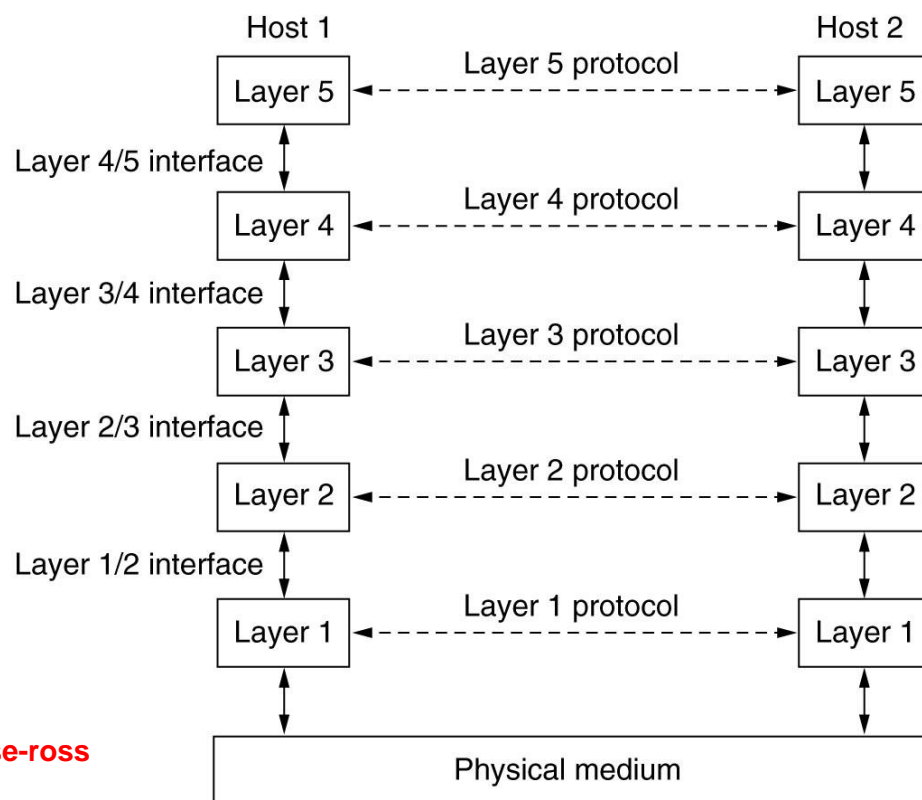 Host 1 Host 2
Layer 5 protocol
Layer 5 Layer 5
Layer 4/5 interface
Layer 4 protocol
Layer 4 Layer 4
Layer 3/4 interface
Layer 3 protocol
Layer 3 Layer 3
Layer 2/3 interface
Layer 2 protocol
Layer 2 Layer 2
Layer 1/2 interface
Layer 1 protocol
Layer 1 Layer 1
se-ross
Physical medium